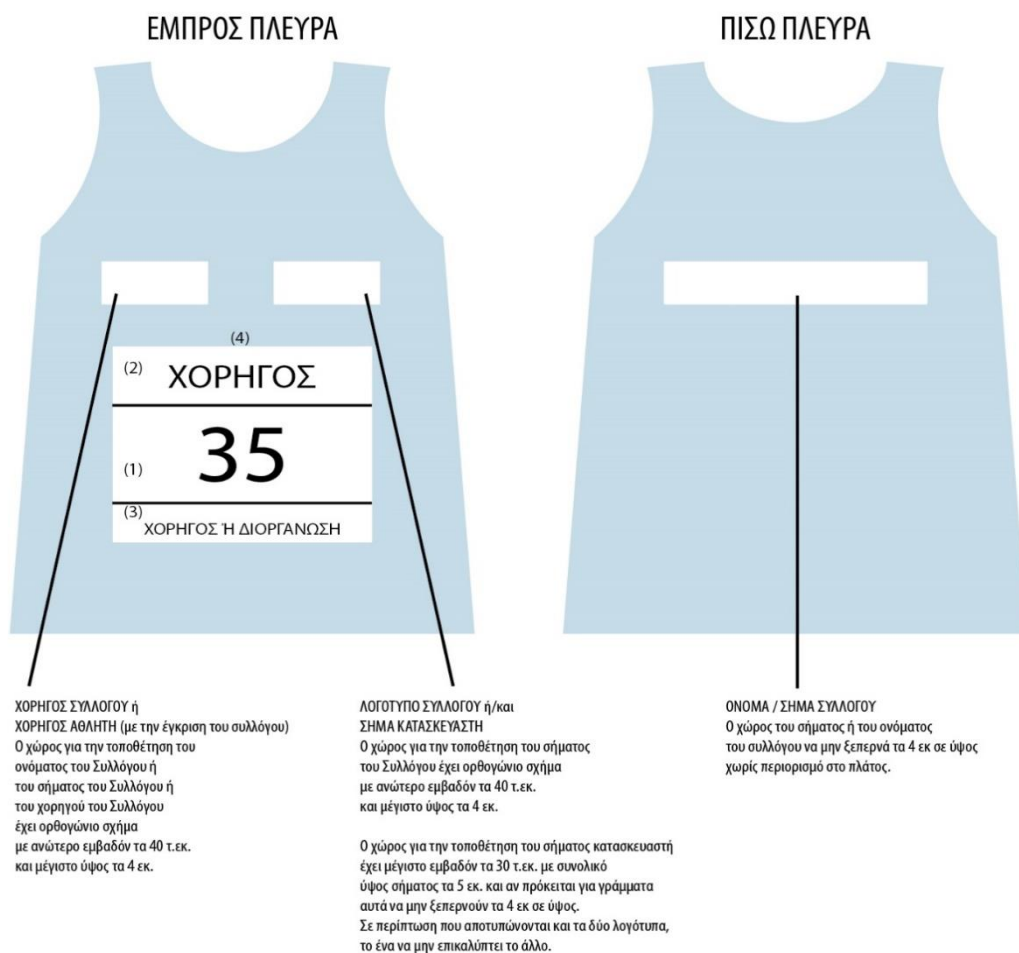 ΕΜΠΡΟΣ ΠΛΕΥΡΑ
ΠΙΣΩ ΠΛΕΥΡΑ
(4)
(2) ΧΟΡΗΓΟΣ
(1) 35
(3)
ΧΟΡΗΓΟΣ Ή ΔΙΟΡΓΑΝΩΣΗ
ΧΟΡΗΓΟΣ ΣΥΛΛΟΓΟΥ ή
ΧΟΡΗΓΟΣ ΑΘΛΗΤΗ (με την έγκριση του συλλόγου)
Ο χώρος για την τοποθέτηση του
ονόματος του Συλλόγου ή
του σήματος του Συλλόγου ή
του χορηγού του Συλλόγου
έχει ορθογώνιο σχήμα
με ανώτερο εμβαδόν τα 40 τ.εκ.
και μέγιστο ύψος τα 4 εκ.
ΛΟΓΟΤΥΠΟ ΣΥΛΛΟΓΟΥ ή/και
ΣΗΜΑ ΚΑΤΑΣΚΕΥΑΣΤΗ
Ο χώρος για την τοποθέτηση του σήματος
του Συλλόγου έχει ορθογώνιο σχήμα
με ανώτερο εμβαδόν τα 40 τ.εκ.
και μέγιστο ύψος τα 4 εκ.
Ο χώρος για την τοποθέτηση του σήματος κατασκευαστή
έχει μέγιστο εμβαδόν τα 30 τ.εκ. με συνολικό
ύψος σήματος τα 5 εκ. και αν πρόκειται για γράμματα
αυτά να μην ξεπερνούν τα 4 εκ σε ύψος.
Σε περίπτωση που αποτυπώνονται και τα δύο λογότυπα,
το ένα να μην επικαλύπτει το άλλο.
ΟΝΟΜΑ / ΣΗΜΑ ΣΥΛΛΟΓΟΥ
Ο χώρος του σήματος ή του ονόματος
του συλλόγου να μην ξεπερνά τα 4 εκ σε ύψος
χωρίς περιορισμό στο πλάτος.